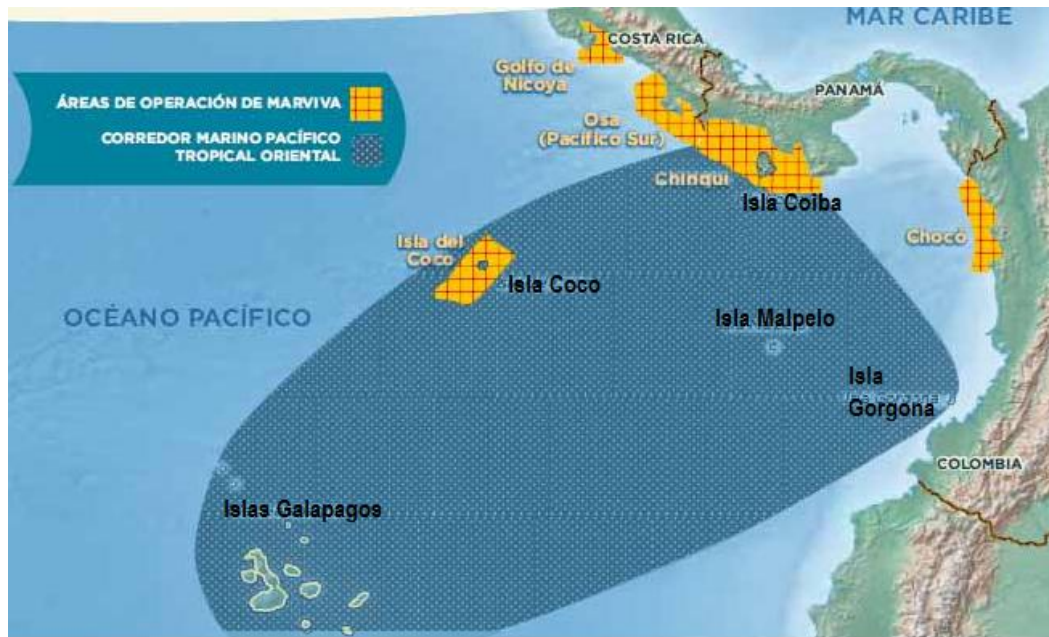 MAR CARIBE
COSTA RICA
Golfo de
Nicoya
PANAMÁ
ÁREAS DE OPERACIÓN DE MARVIVA
CORREDOR MARINO PACÍFICO
TROPICAL ORIENTAL
Osa
(Pacífico Sur)
Chiriquí
Isla Coiba
Chocó
Isla del
Coco
Isla Coco
OCÉANO PACÍFICO
Isla Malpelo
Isla
Gorgona
COLOMBIA
Islas Galapagos